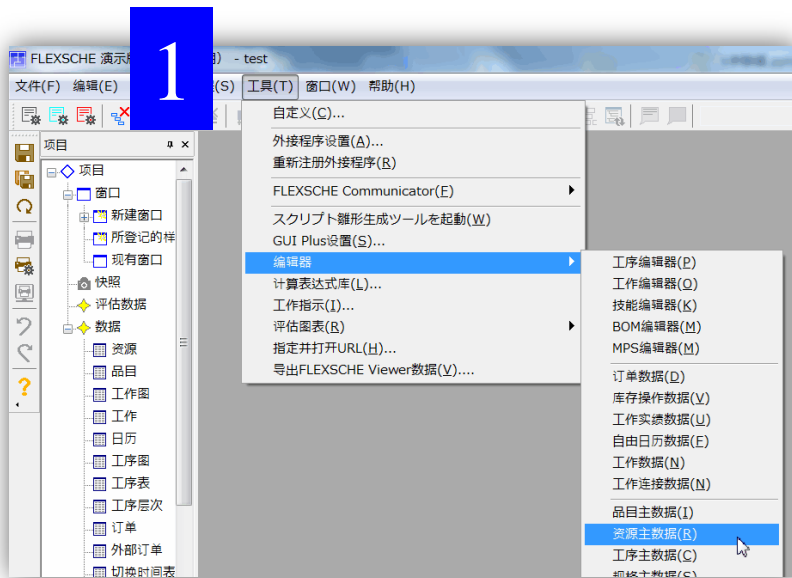 1
FLEXSCHE 演示 - test
文件(F) 编辑(E) (S) 工具(T) 窗口(W) 帮助(H)
项目
项目
窗口
新建窗口
所登记的样
现有窗口
快照
评估数据
数据
资源
品目
工作图
工作
日历
工序图
工序表
工序层次
订单
外部订单
切换时间表
自定义(C)...
外接程序设置(A)...
重新注册外接程序(R)
FLEXSCHE Communicator(F)
スクリプト雛形生成ツールを起動(W)
GUI Plus设置(S)...
编辑器
计算表达式库(L)...
工作指示(I)...
评估图表(R)
指定并打开URL(H)...
导出FLEXSCHE Viewer数据(V)....
工序编辑器(P)
工作编辑器(O)
技能编辑器(K)
BOM编辑器(M)
MPS编辑器(M)
订单数据(D)
库存操作数据(V)
工作实绩数据(U)
自由日历数据(F)
工作数据(N)
工作连接数据(N)
品目主数据(I)
资源主数据(R)
工序主数据(C)
规格主数据(S)